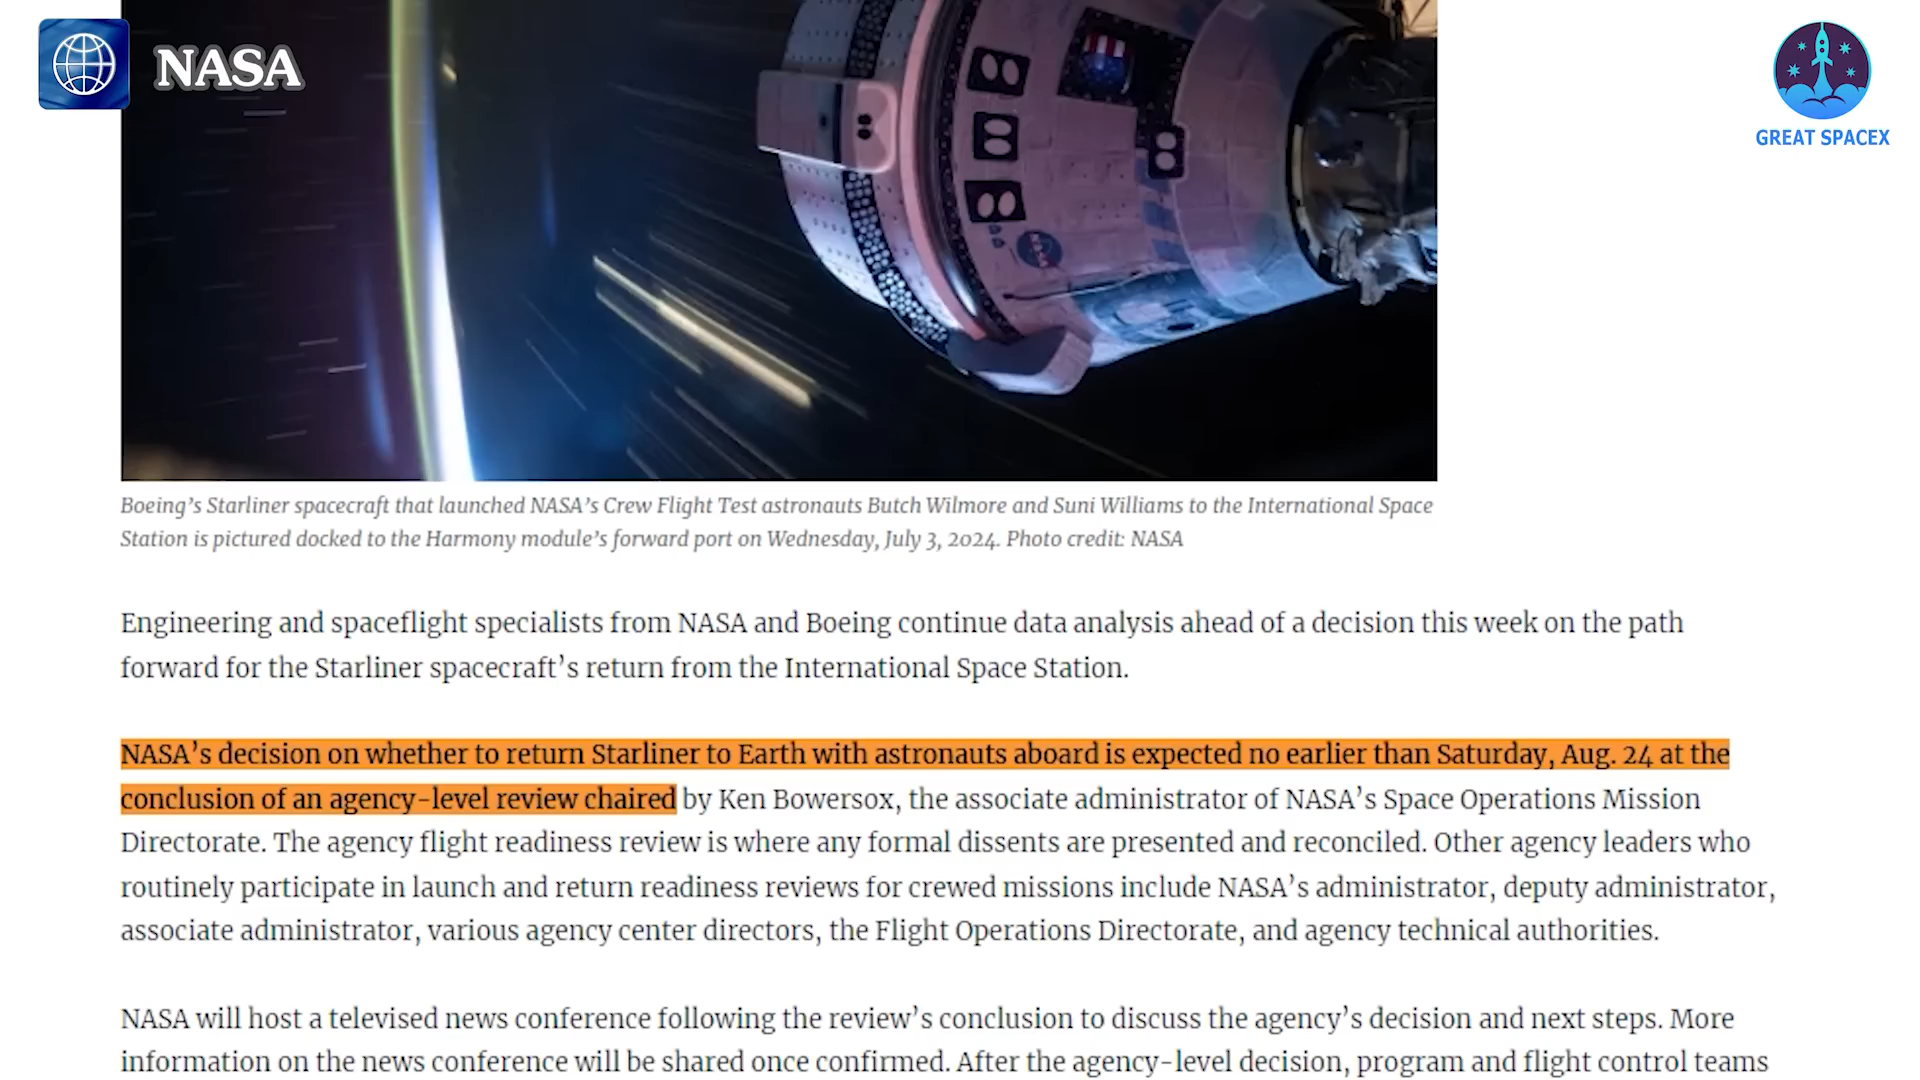 NASA
GREAT SPACEX
Boeing’s Starliner spacecraft that launched NASA’s Crew Flight Test astronauts Butch Wilmore and Suni Williams to the International Space
Station is pictured docked to the Harmony module’s forward port on Wednesday, July 3, 2024. Photo credit: NASA
Engineering and spaceflight specialists from NASA and Boeing continue data analysis ahead of a decision this week on the path
forward for the Starliner spacecraft’s return from the International Space Station.
NASA’s decision on whether to return Starliner to Earth with astronauts aboard is expected no earlier than Saturday, Aug. 24 at the
conclusion of an agency-level review chaired by Ken Bowersox, the associate administrator of NASA’s Space Operations Mission
Directorate. The agency flight readiness review is where any formal dissents are presented and reconciled. Other agency leaders who
routinely participate in launch and return readiness reviews for crewed missions include NASA’s administrator, deputy administrator,
associate administrator, various agency center directors, the Flight Operations Directorate, and agency technical authorities.
NASA will host a televised news conference following the review’s conclusion to discuss the agency’s decision and next steps. More
information on the news conference will be shared once confirmed. After the agency-level decision, program and flight control teams